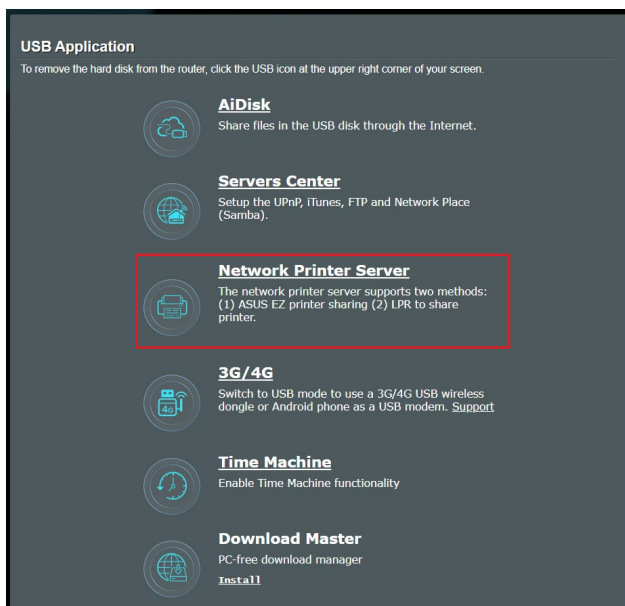 USB Application
To remove the hard disk from the router, click the USB icon at the upper right corner of your screen.
AiDisk
Share files in the USB disk through the Internet.
Servers Center
Setup the UPnP, iTunes, FTP and Network Place
(Samba).
Network Printer Server
The network printer server supports two methods:
(1) ASUS EZ printer sharing (2) LPR to share
printer.
3G/4G
4G
Switch to USB mode to use a 3G/4G USB wireless
dongle or Android phone as a USB modem. Support
Time Machine
Enable Time Machine functionality
Download Master
PC-free download manager
Install